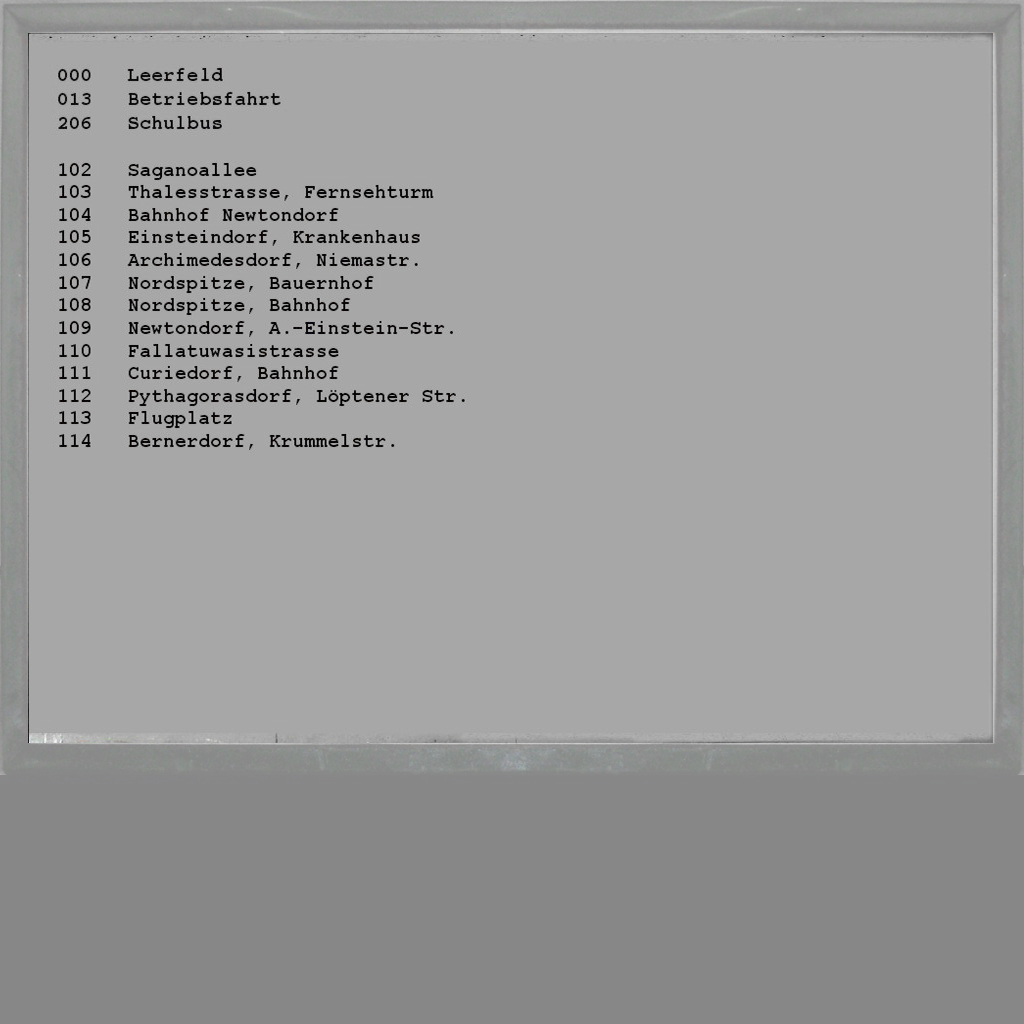 000 Leerfeld
013 Betriebsfahrt
206 Schulbus
102 Saganoallee
103 Thalesstrasse, Fernsehturm
104 Bahnhof Newtondorf
105 Einsteindorf, Krankenhaus
106 Archimedesdorf, Niemastr.
107 Nordspitze, Bauernhof
108 Nordspitze, Bahnhof
109 Newtondorf, A.-Einstein-Str.
110 Fallatuwasistrasse
111 Curiedorf, Bahnhof
112 Pythagorasdorf, Löptener Str.
113 Flugplatz
114 Bernerdorf, Krummelstr.